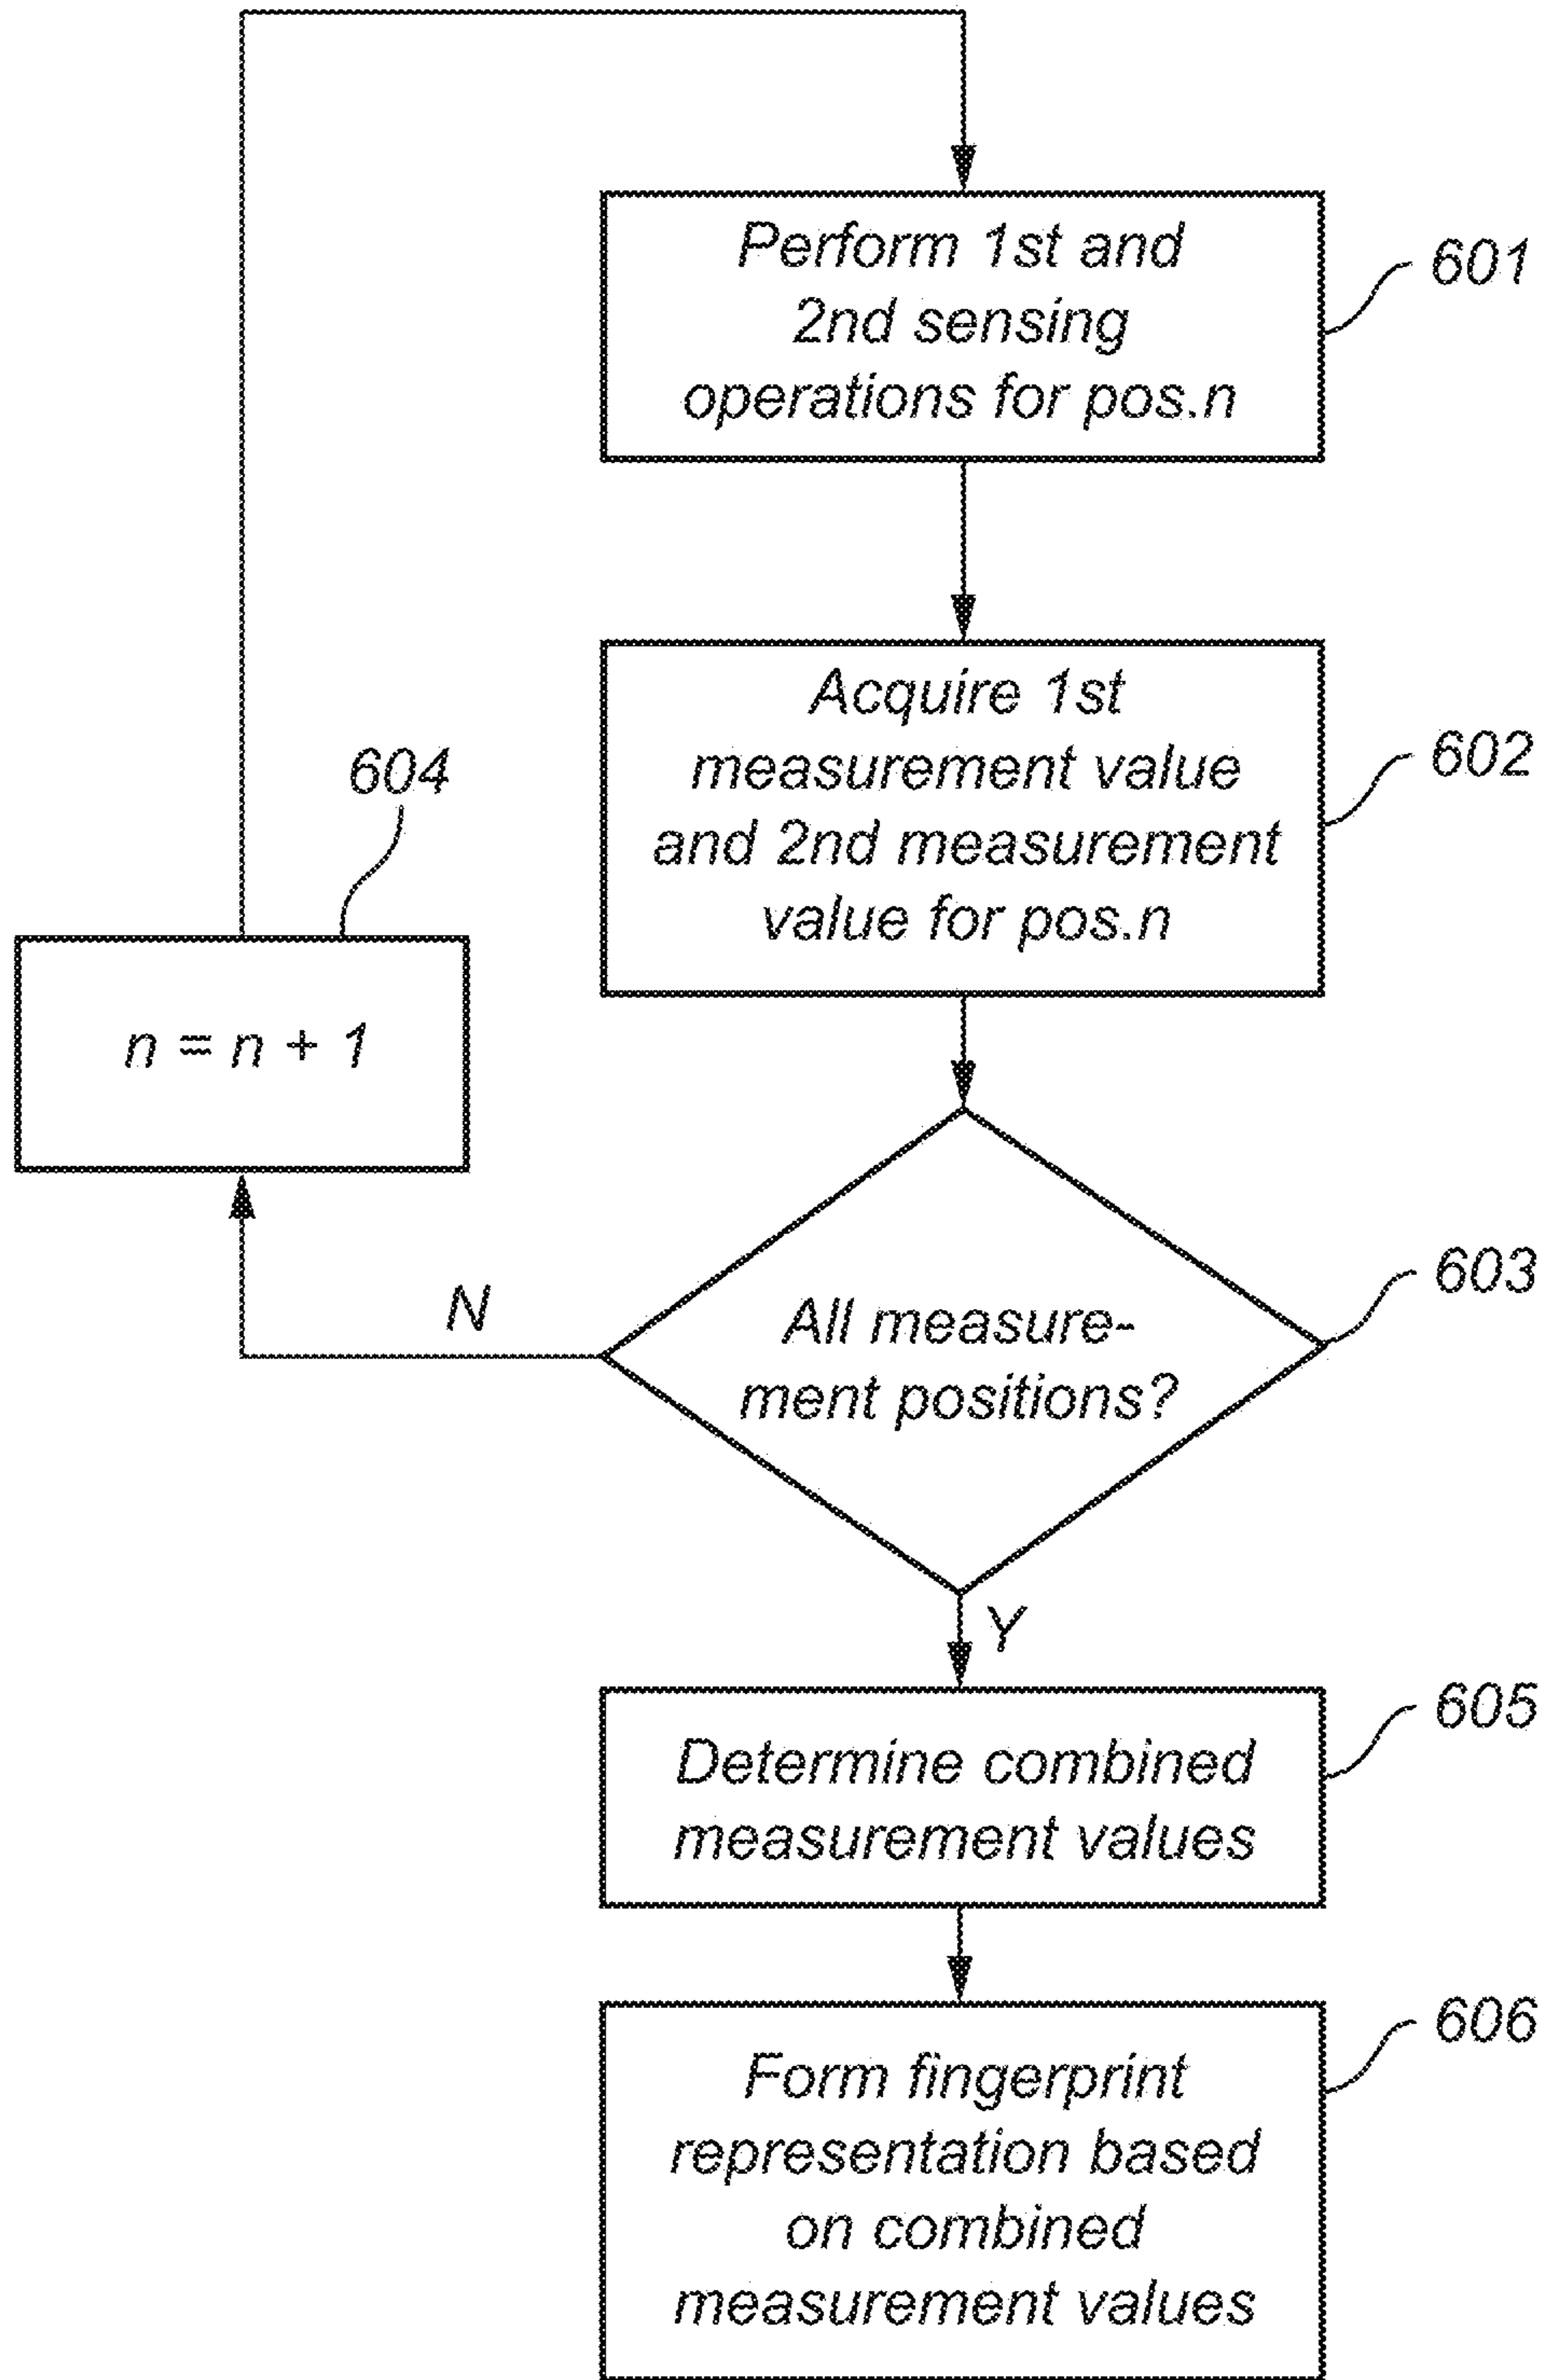 Perform 1st and
2nd sensing
operations for pos.n
601
Acquire 1st
measurement value
and 2nd measurement
value for pos.n
602
604
n = n + 1
N
All measure-
ment positions?
603
Y
Determine combined
measurement values
605
Form fingerprint
representation based
on combined
measurement values
606